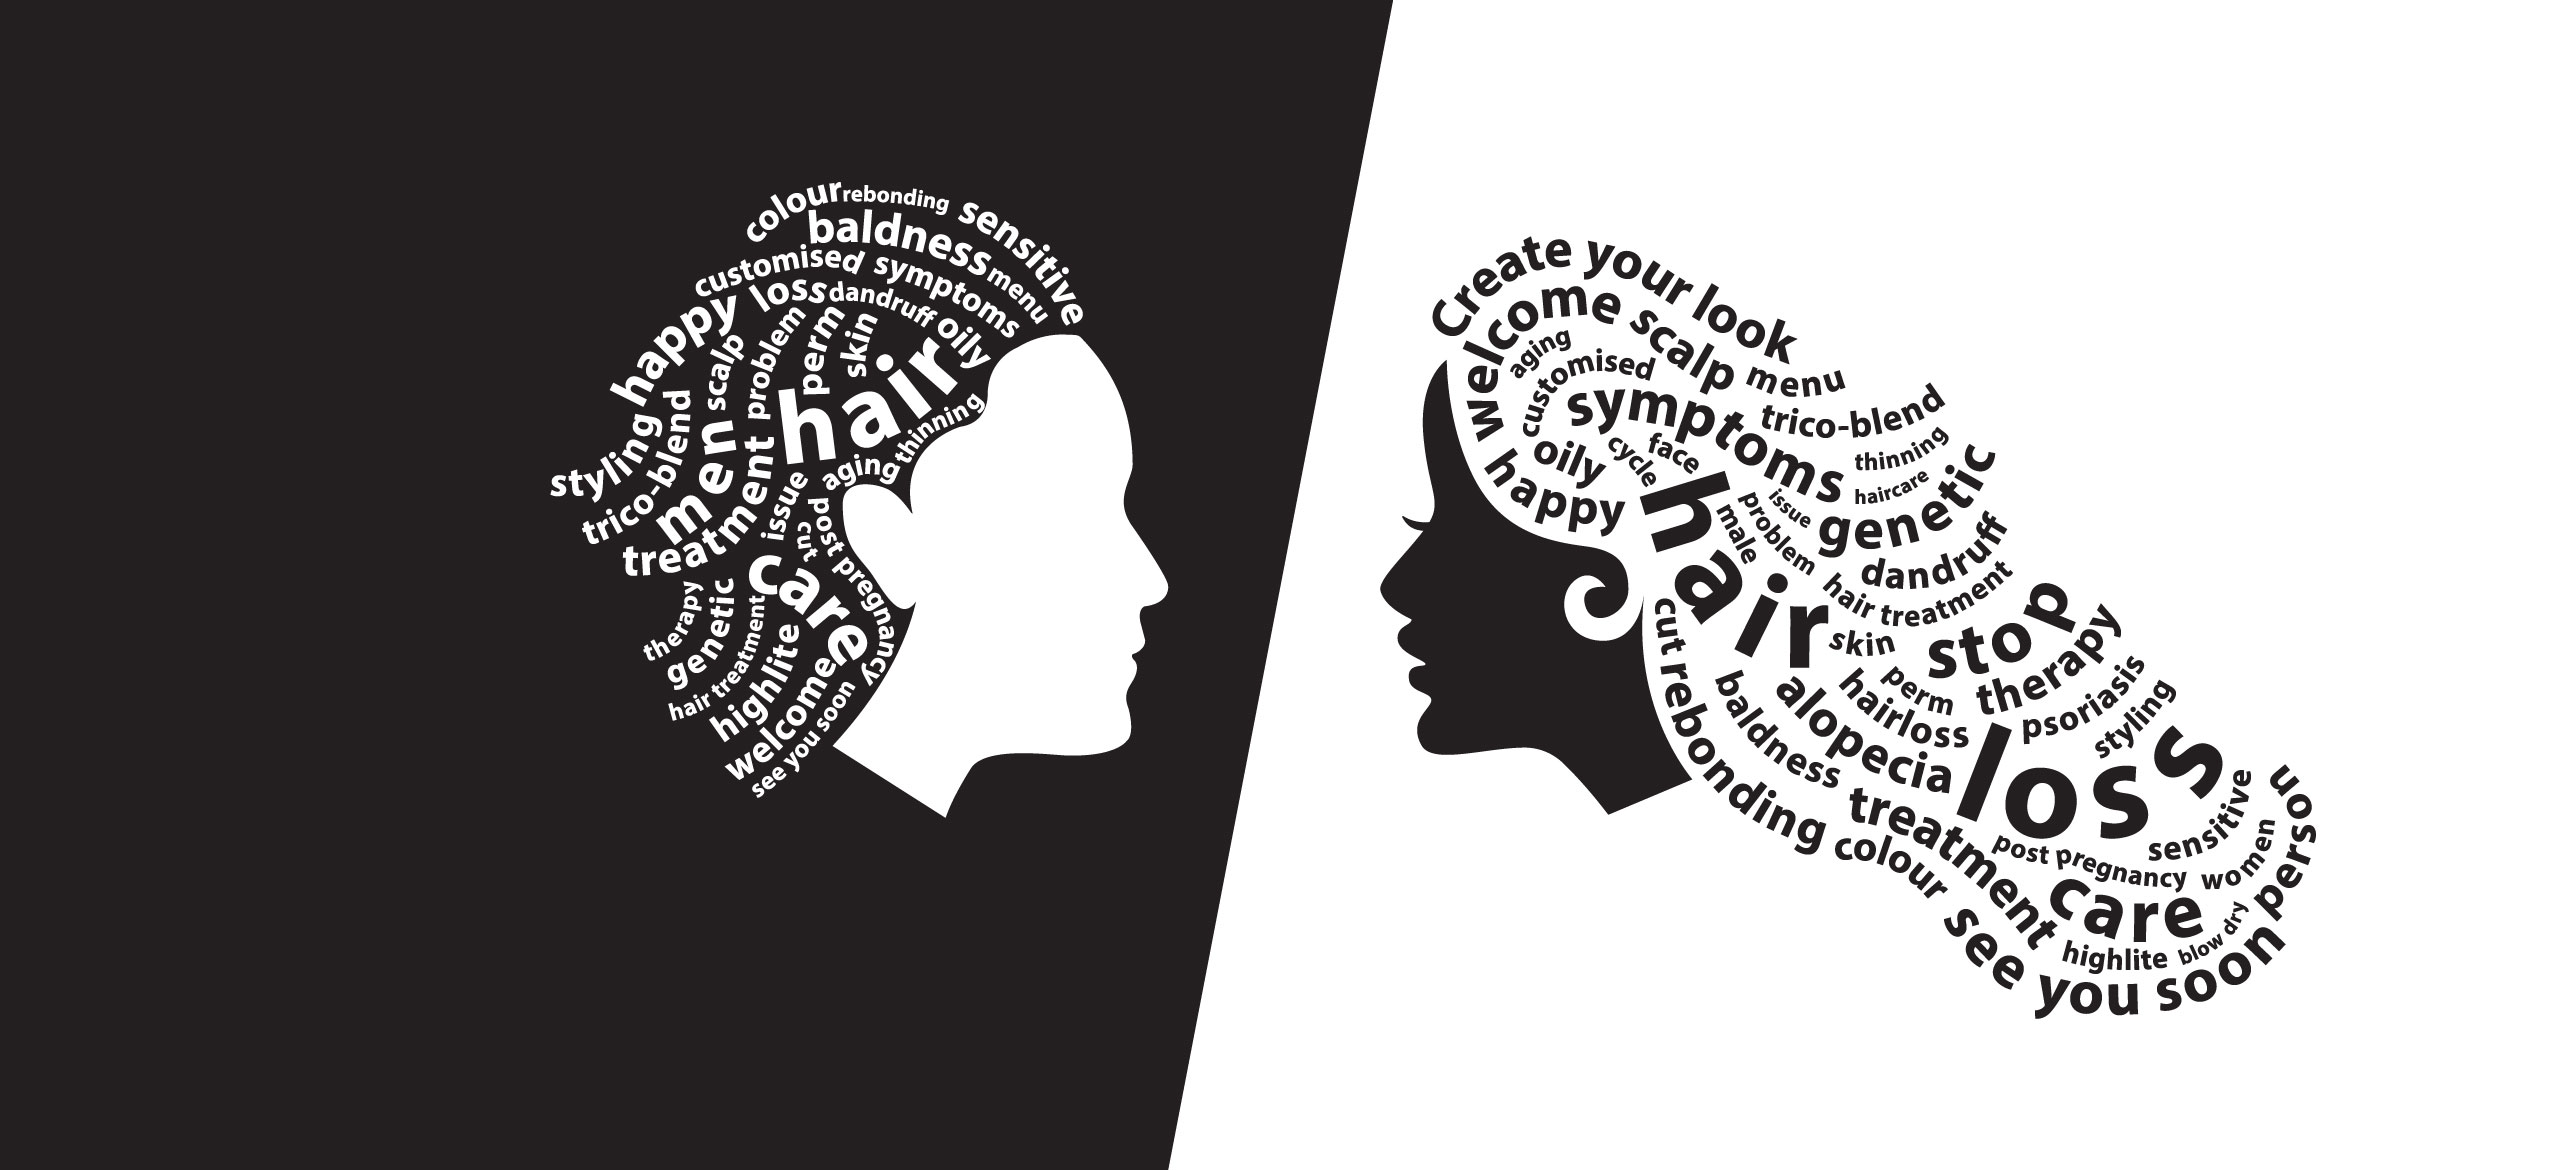 colour rebonding sensitive
baldness menu
customised symptoms
happy loss dandruff oily
styling
trico-blend
scalp
men
problem
treatment
perm
skin
hair
thinning
aging
issue
cut
post pregnancy
care
therapy
genetic
hair treatment
highlite
welcome
see you soon
Create your look
welcome scalp menu
aging
customised
symptoms
trico-blend
thinning
haircare
oily
cycle
face
happy
hair
male
problem
issue
genetic
dandruff
hair treatment
skin
stop
therapy
perm
psoriasis
hairloss
styling
cut rebonding colour see you soon person
baldness
alopecia
loss
s
treatment
sensitive
post pregnancy
women
care
highlite
blow dry